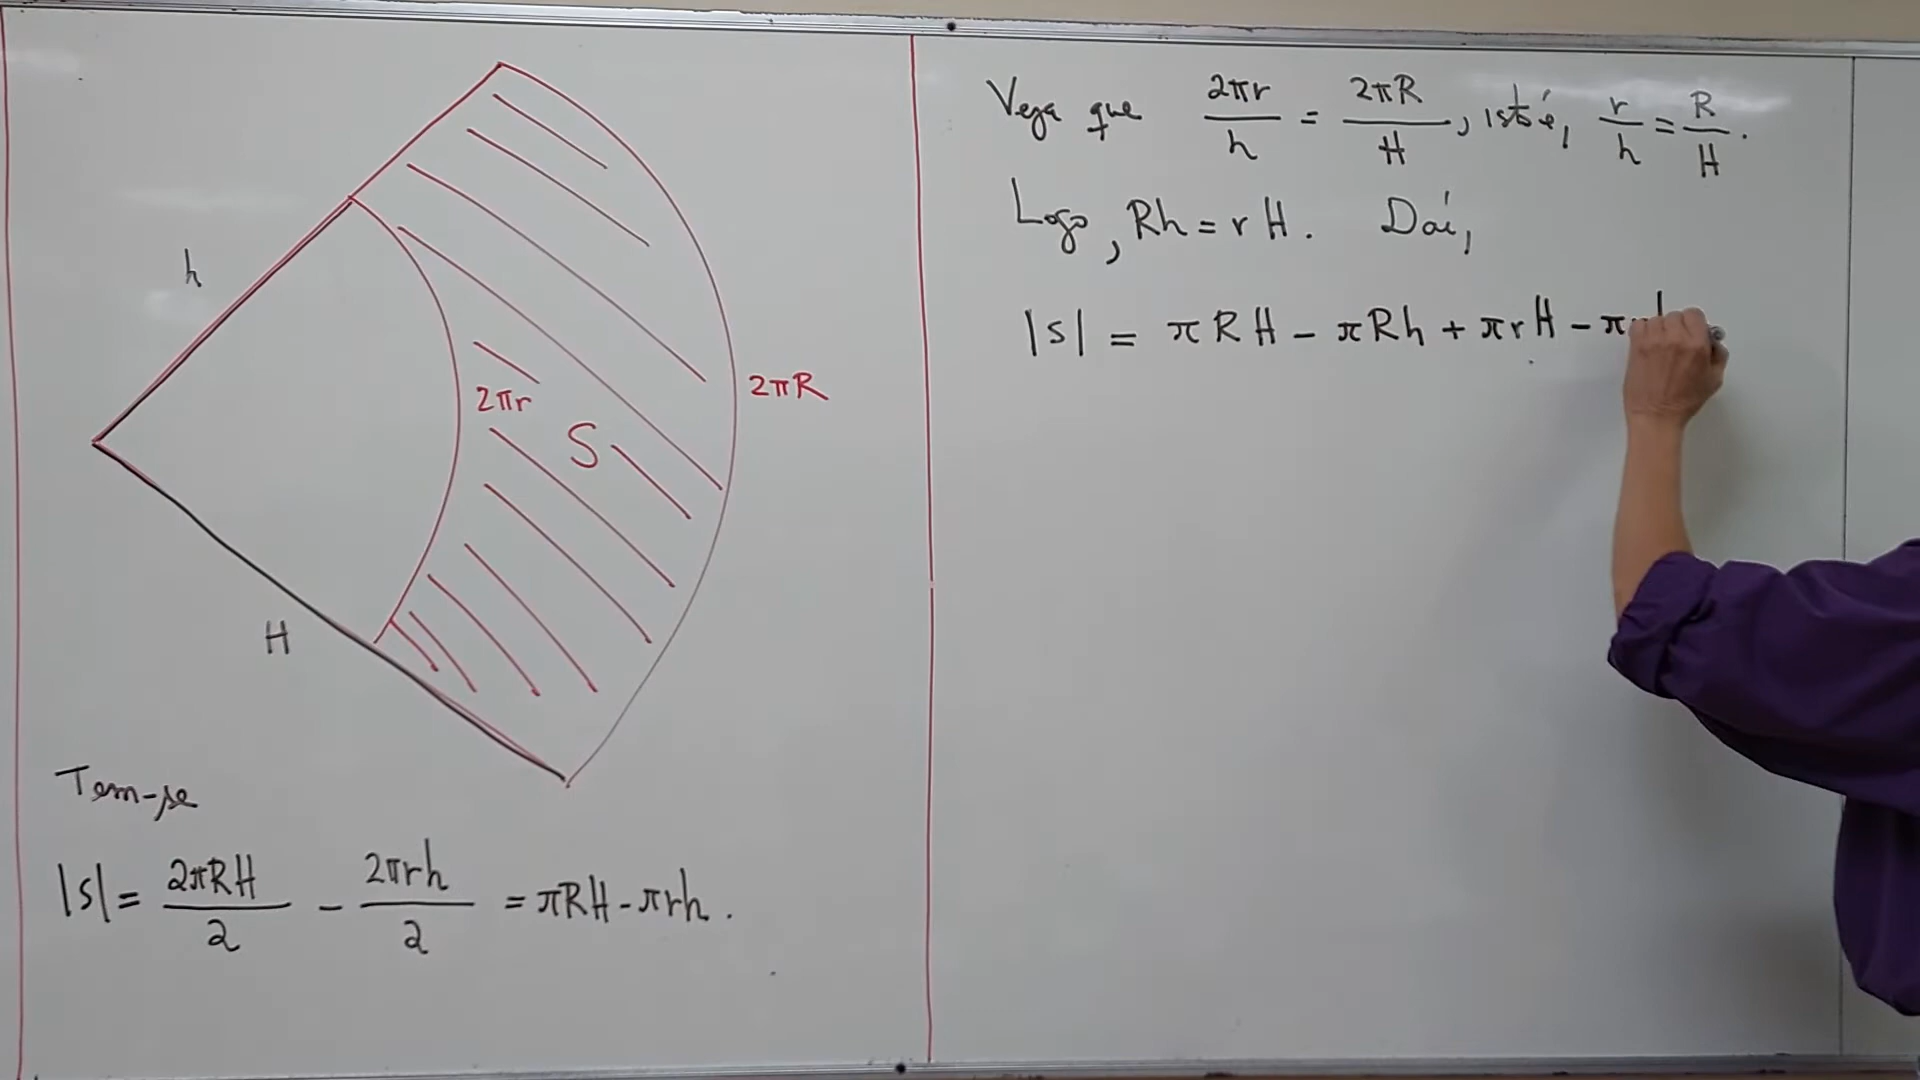 h
2πr
S
2πR
H
Tem-se
|S| = 2πRH/2 - 2πrh/2 = πRH - πrh.
Veja que 2πr/h = 2πR/H, isto é, r/h = R/H.
Logo, Rh = rH. Daí,
|S| = πRH - πRh + πrH - π